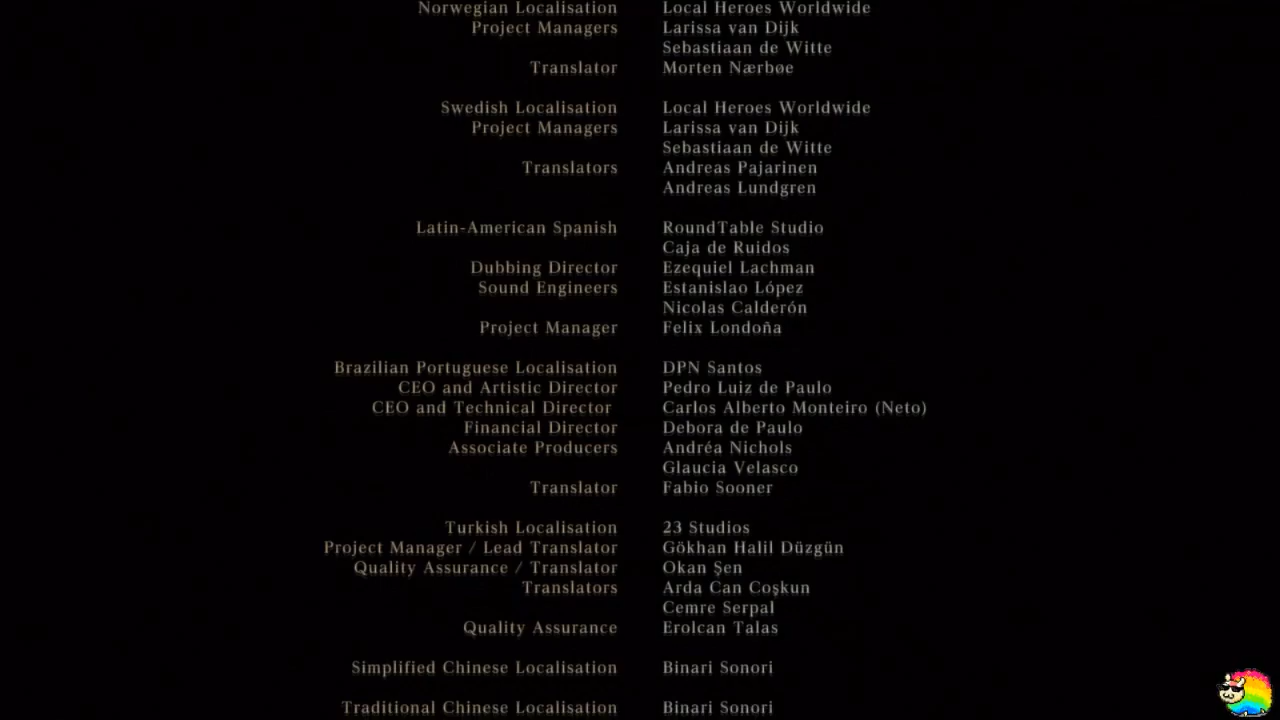 Norwegian Localisation Local Heroes Worldwide
Project Managers Larissa van Dijk
Sebastiaan de Witte
Translator Morten Nærbøe
Swedish Localisation Local Heroes Worldwide
Project Managers Larissa van Dijk
Sebastiaan de Witte
Translators Andreas Pajarinen
Andreas Lundgren
Latin-American Spanish RoundTable Studio
Caja de Ruidos
Dubbing Director Ezequiel Lachman
Sound Engineers Estanislao López
Nicolas Calderón
Project Manager Felix Londoña
Brazilian Portuguese Localisation DPN Santos
CEO and Artistic Director Pedro Luiz de Paulo
CEO and Technical Director Carlos Alberto Monteiro (Neto)
Financial Director Debora de Paulo
Associate Producers Andréa Nichols
Glaucia Velasco
Translator Fabio Sooner
Turkish Localisation 23 Studios
Project Manager / Lead Translator Gökhan Halil Düzgün
Quality Assurance / Translator Okan Şen
Translators Arda Can Coşkun
Cemre Serpal
Quality Assurance Erolcan Talas
Simplified Chinese Localisation Binari Sonori
Traditional Chinese Localisation Binari Sonori